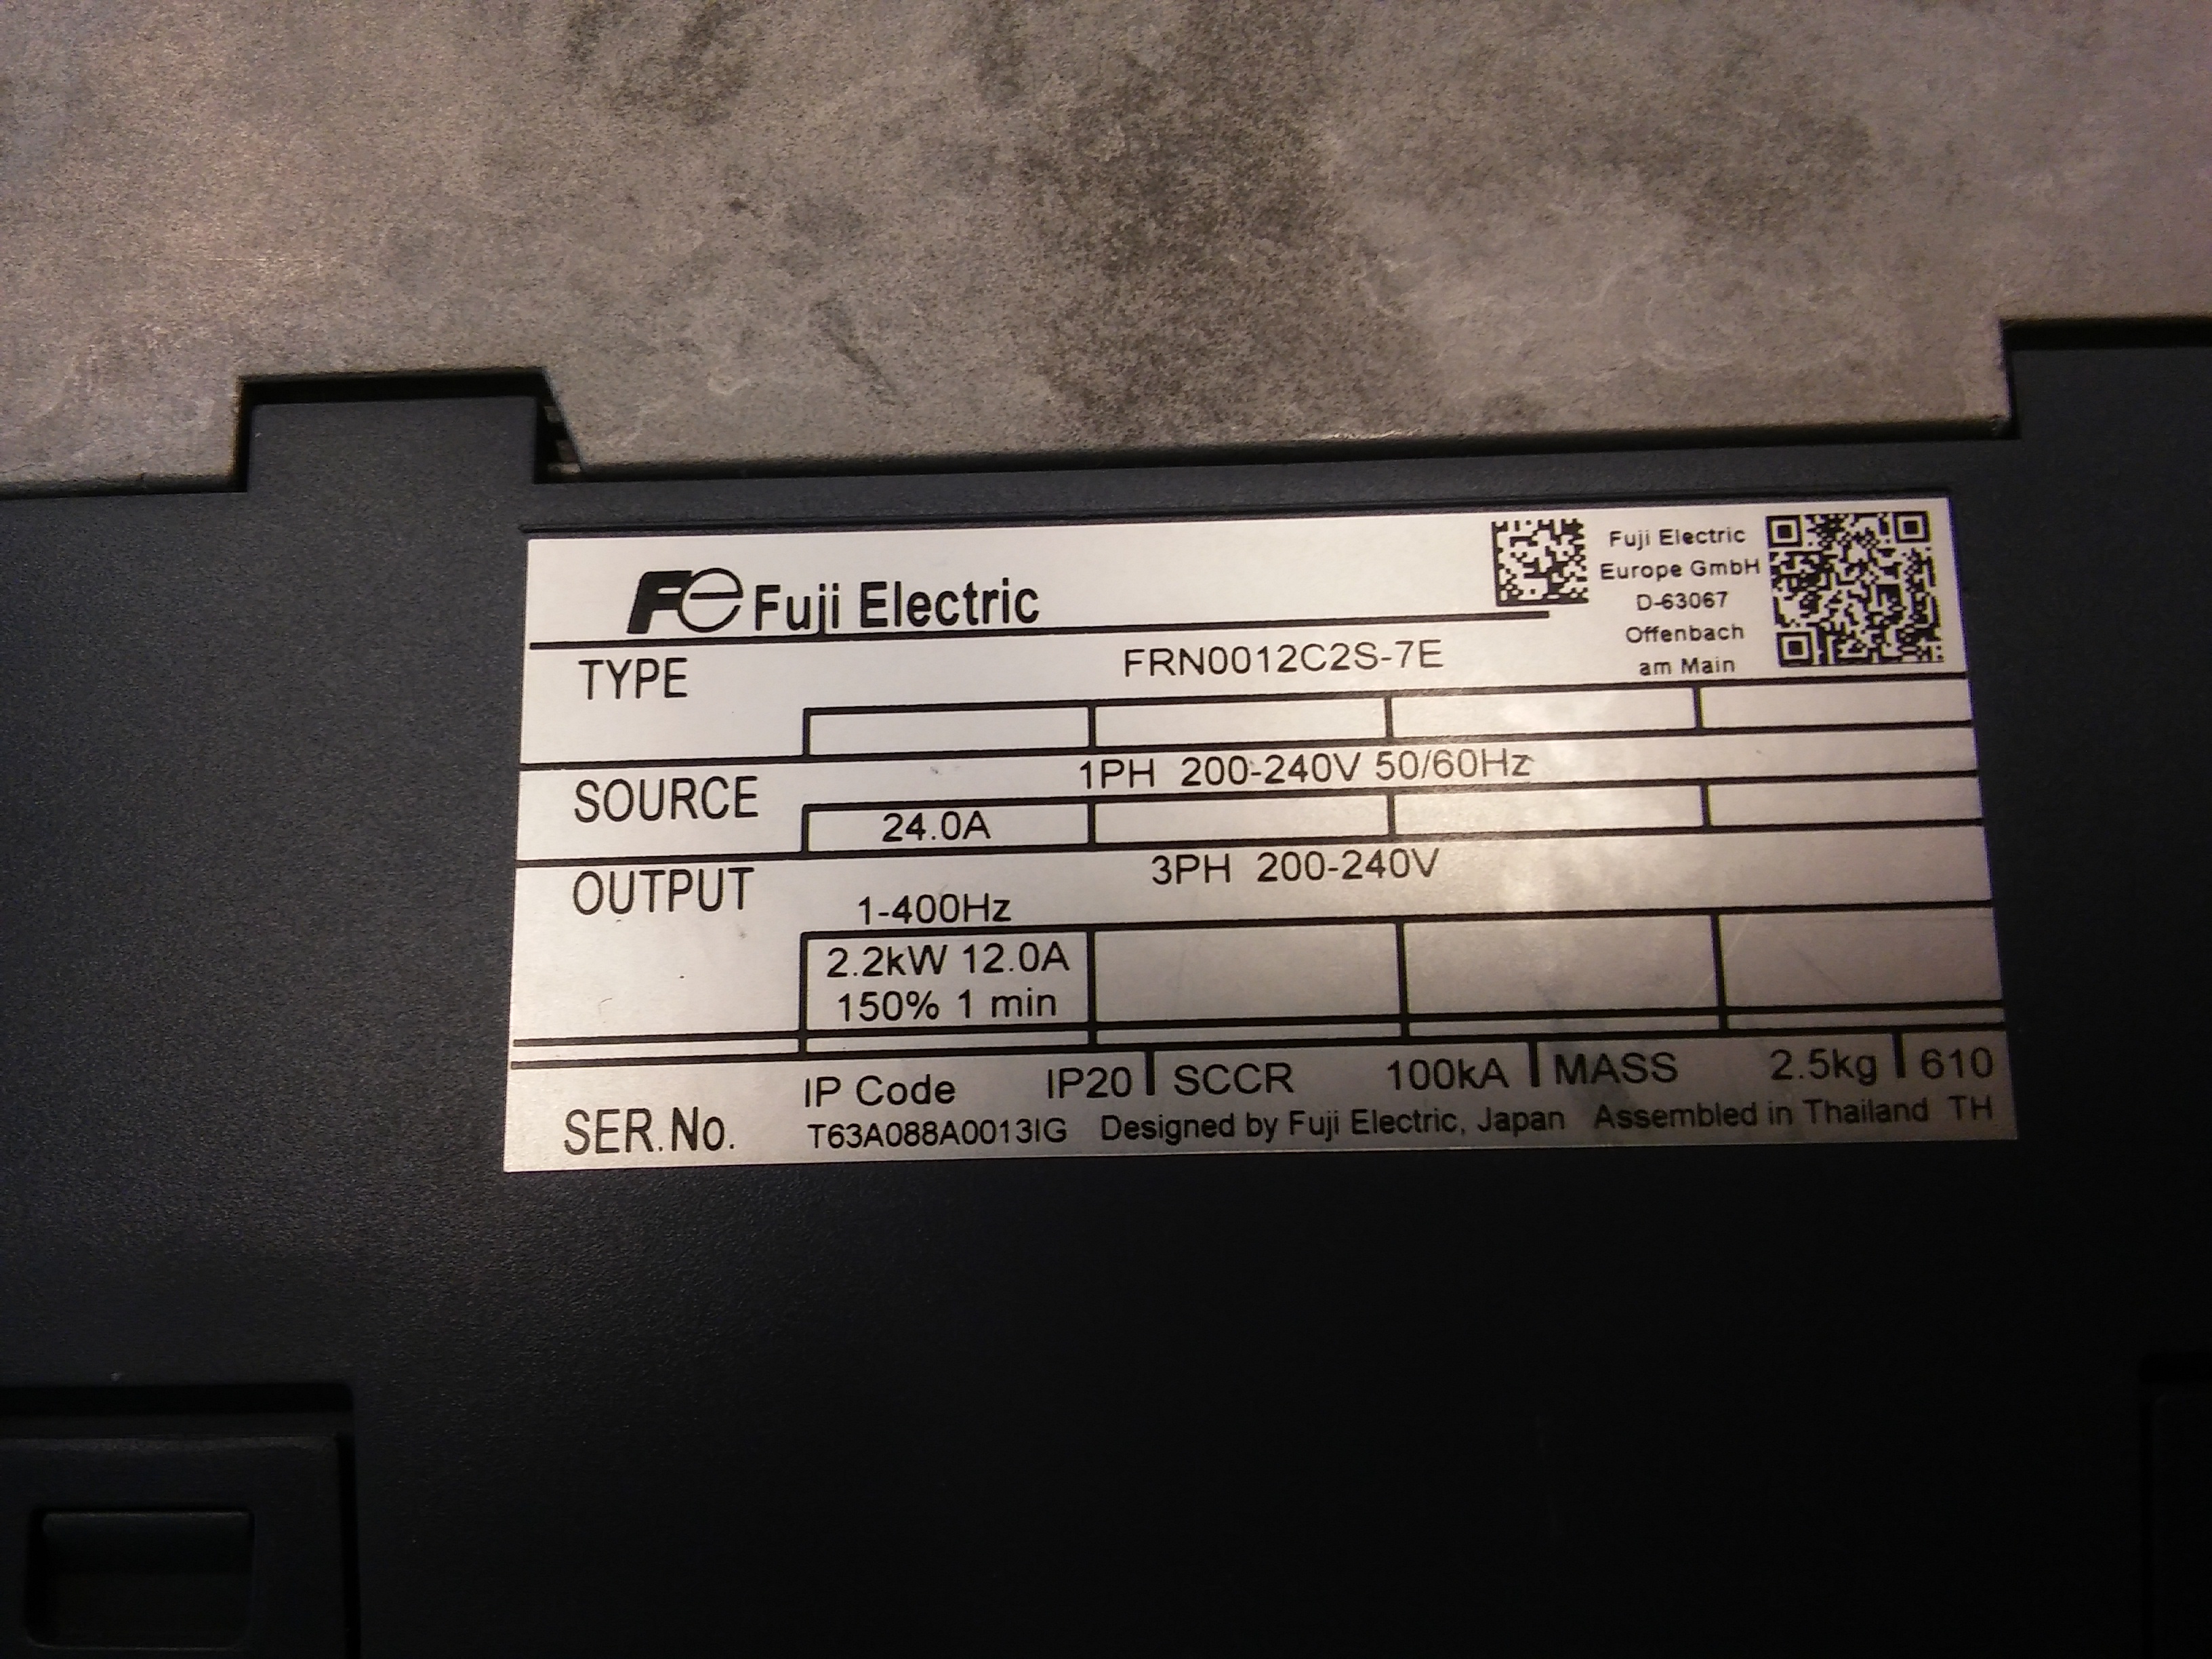 Fe Fuji Electric
Fuji Electric
Europe GmbH
D-63067
Offenbach
am Main
TYPE FRN0012C2S-7E
SOURCE 1PH 200-240V 50/60Hz
24.0A
OUTPUT 3PH 200-240V
1-400Hz
2.2kW 12.0A
150% 1 min
IP Code IP20 SCCR 100kA MASS 2.5kg 610
SER.No. T63A088A0013IG Designed by Fuji Electric, Japan Assembled in Thailand TH